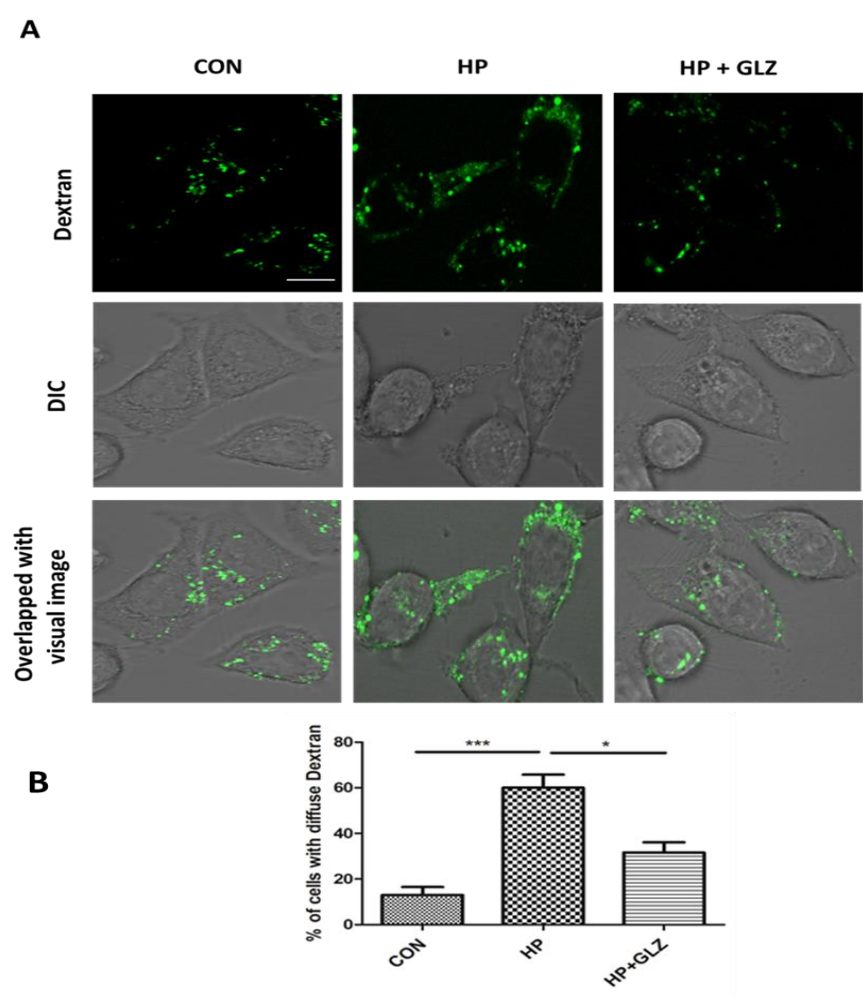 A
CON
HP
HP + GLZ
Dextran
DIC
Overlapped with
visual image
B
% of cells with diffuse Dextran
80
60
40
20
0
***
*
CON
HP
HP+GLZ